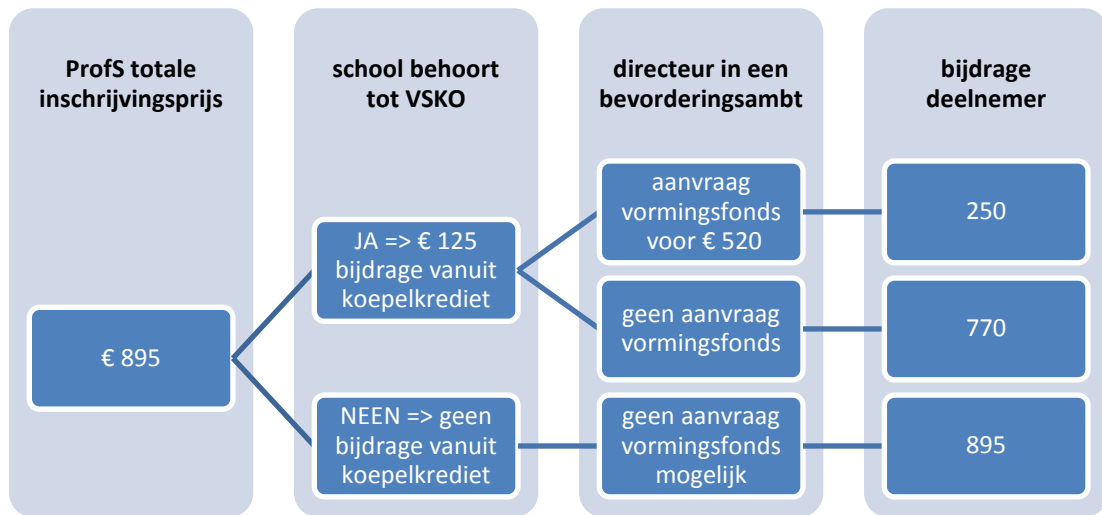 ProfS totale
inschrijvingsprijs
school behoort
tot VSKO
directeur in een
bevorderingsambt
bijdrage
deelnemer
€ 895
JA => € 125
bijdrage vanuit
koepelkrediet
NEEN => geen
bijdrage vanuit
koepelkrediet
aanvraag
vormingsfonds
voor € 520
geen aanvraag
vormingsfonds
geen aanvraag
vormingsfonds
mogelijk
250
770
895